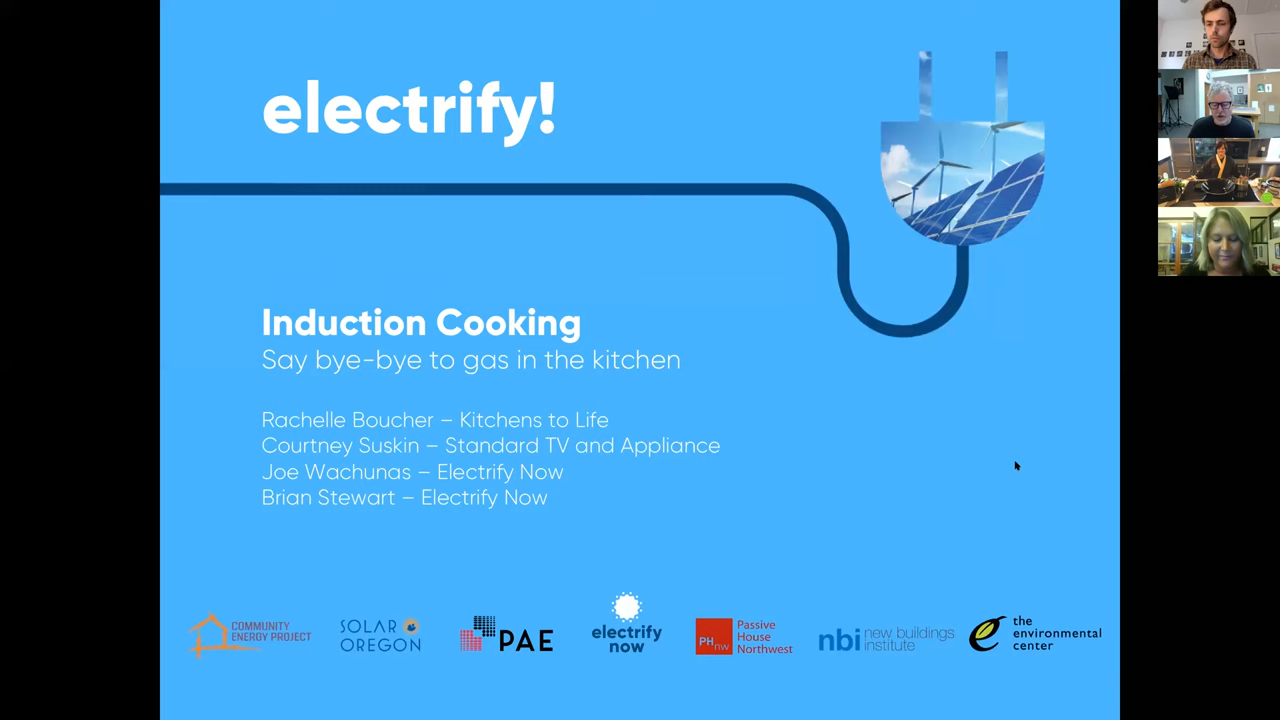 electrify!
Induction Cooking
Say bye-bye to gas in the kitchen
Rachelle Boucher – Kitchens to Life
Courtney Suskin – Standard TV and Appliance
Joe Wachunas – Electrify Now
Brian Stewart – Electrify Now
COMMUNITY
ENERGY PROJECT
SOLAR
OREGON
PAE
electrify
now
PHnw
Passive
House
Northwest
nbi new buildings
institute
the
environmental
center